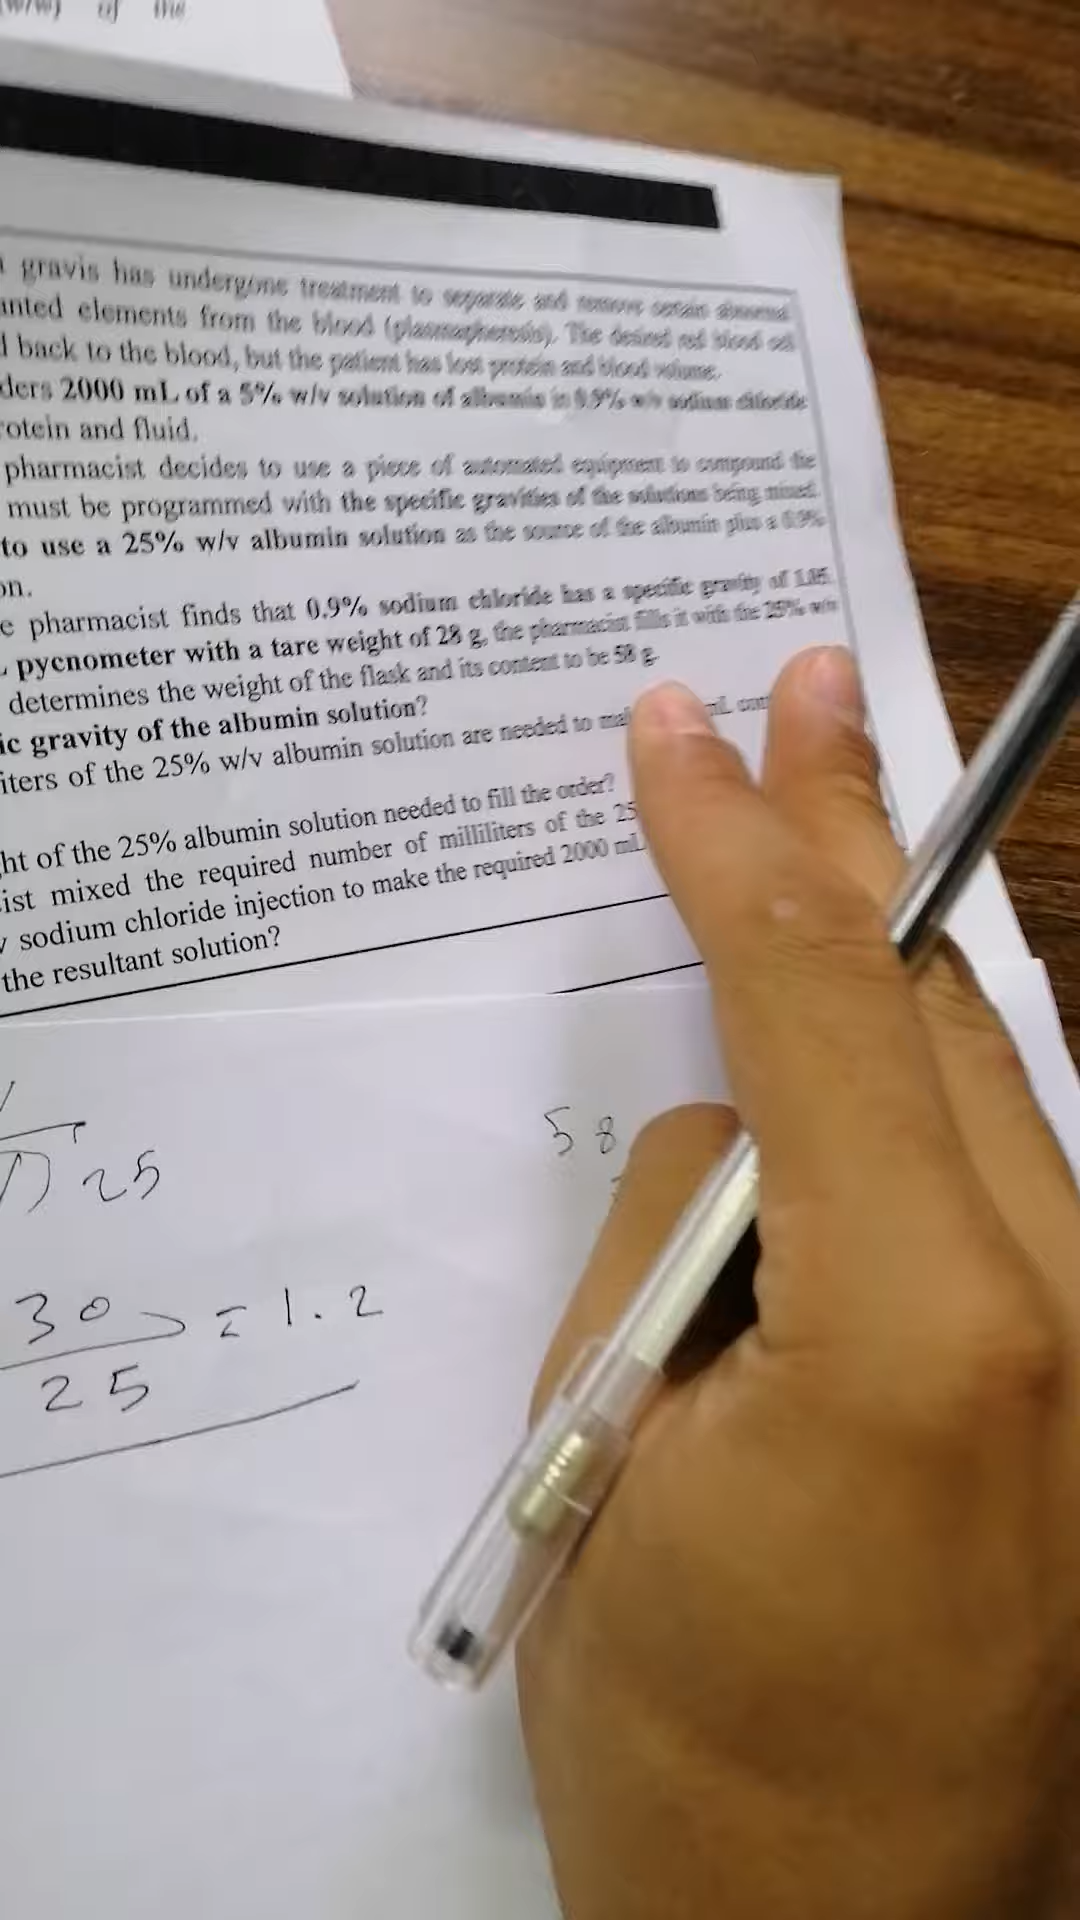 (w/w) of the
gravis has undergone treatment to separate and remove certain abnormal
anted elements from the blood (plasmapheresis). The desired red blood cell
back to the blood, but the patient has lost protein and blood volume.
ders 2000 mL of a 5% w/v solution of albumin in 0.9% w/v sodium chloride
rotein and fluid.
pharmacist decides to use a piece of automated equipment to compound the
must be programmed with the specific gravities of the solutions being mixed.
to use a 25% w/v albumin solution as the source of the albumin plus a 0.9%
on.
e pharmacist finds that 0.9% sodium chloride has a specific gravity of 1.05.
pycnometer with a tare weight of 28 g, the pharmacist fills it with the 25% w/v
determines the weight of the flask and its content to be 58 g.
ic gravity of the albumin solution?
iters of the 25% w/v albumin solution are needed to mL
ht of the 25% albumin solution needed to fill the order?
ist mixed the required number of milliliters of the 25
sodium chloride injection to make the required 2000 mL
the resultant solution?
25
58
30 = 1.2
25